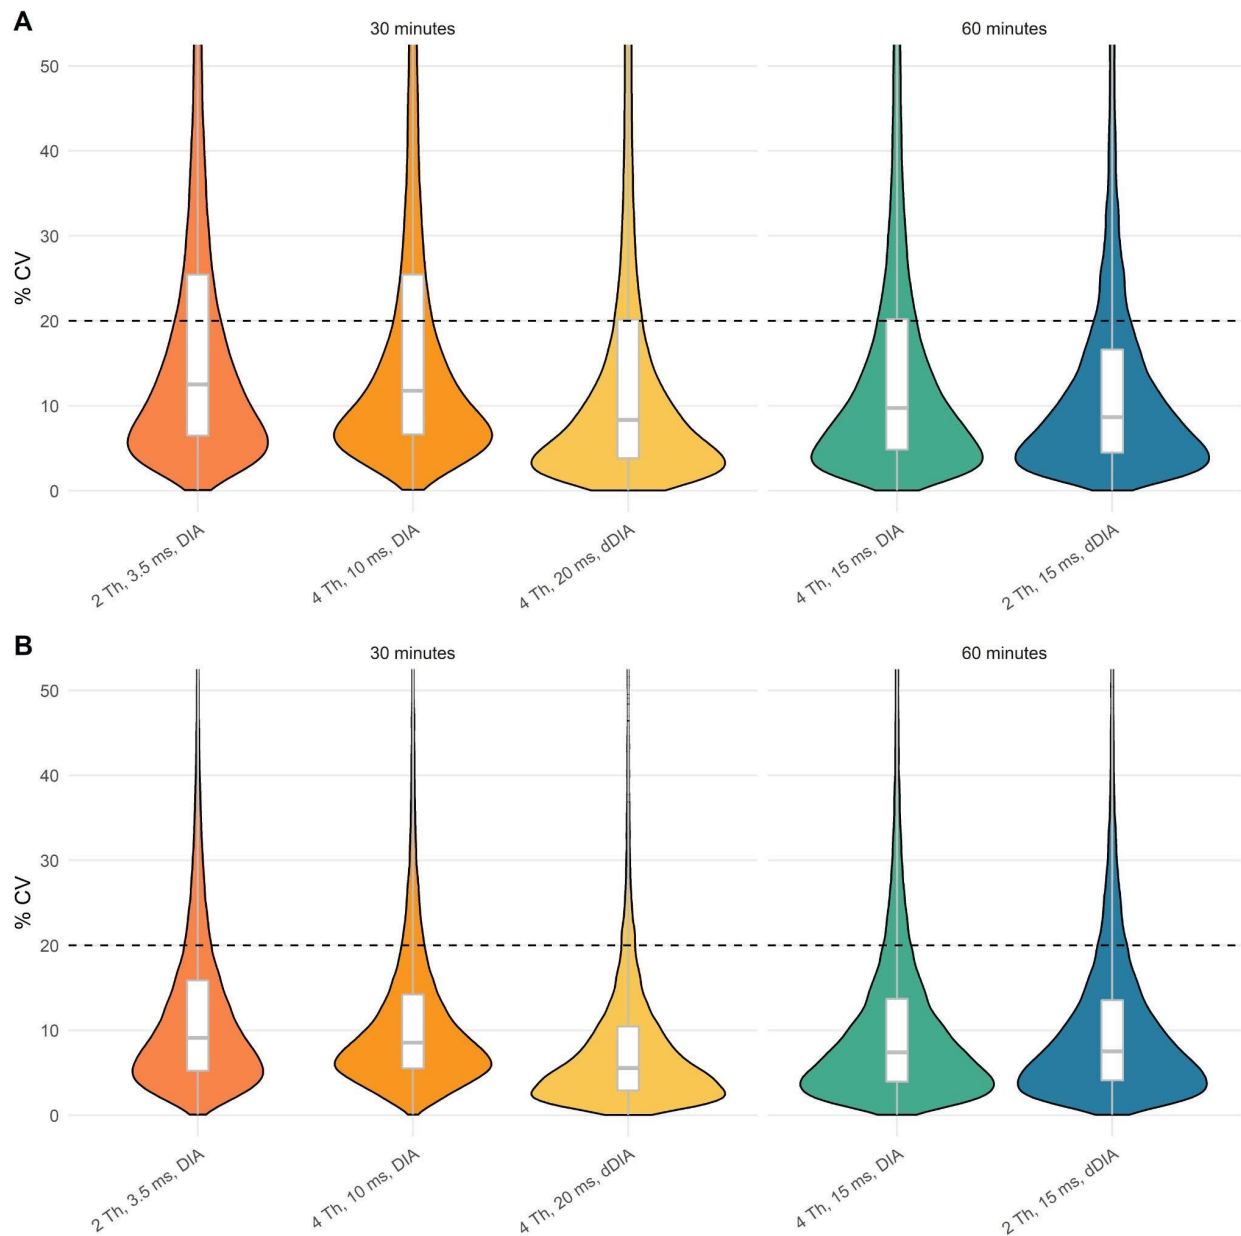 A
30 minutes
60 minutes
% CV
50
40
30
20
10
0
2 Th, 3.5 ms, DIA
4 Th, 10 ms, DIA
4 Th, 20 ms, dDIA
4 Th, 15 ms, DIA
2 Th, 15 ms, dDIA
B
30 minutes
60 minutes
% CV
50
40
30
20
10
0
2 Th, 3.5 ms, DIA
4 Th, 10 ms, DIA
4 Th, 20 ms, dDIA
4 Th, 15 ms, DIA
2 Th, 15 ms, dDIA